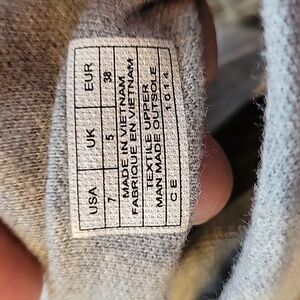 USA UK EUR
7 5 38
MADE IN VIETNAM
FABRIQUE EN VIETNAM
TEXTILE UPPER
MAN MADE OUTSOLE
CE 1014